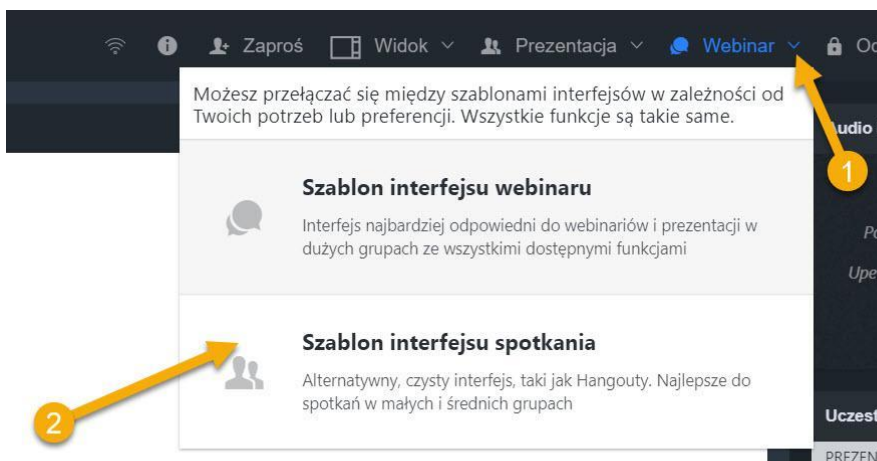 Zaproś Widok Prezentacja Webinar
Możesz przełączać się między szablonami interfejsów w zależności od
Twoich potrzeb lub preferencji. Wszystkie funkcje są takie same.
Audio
1
Szablon interfejsu webinaru
Interfejs najbardziej odpowiedni do webinariów i prezentacji w
dużych grupach ze wszystkimi dostępnymi funkcjami
Szablon interfejsu spotkania
Alternatywny, czysty interfejs, taki jak Hangouty. Najlepsze do
spotkań w małych i średnich grupach
2